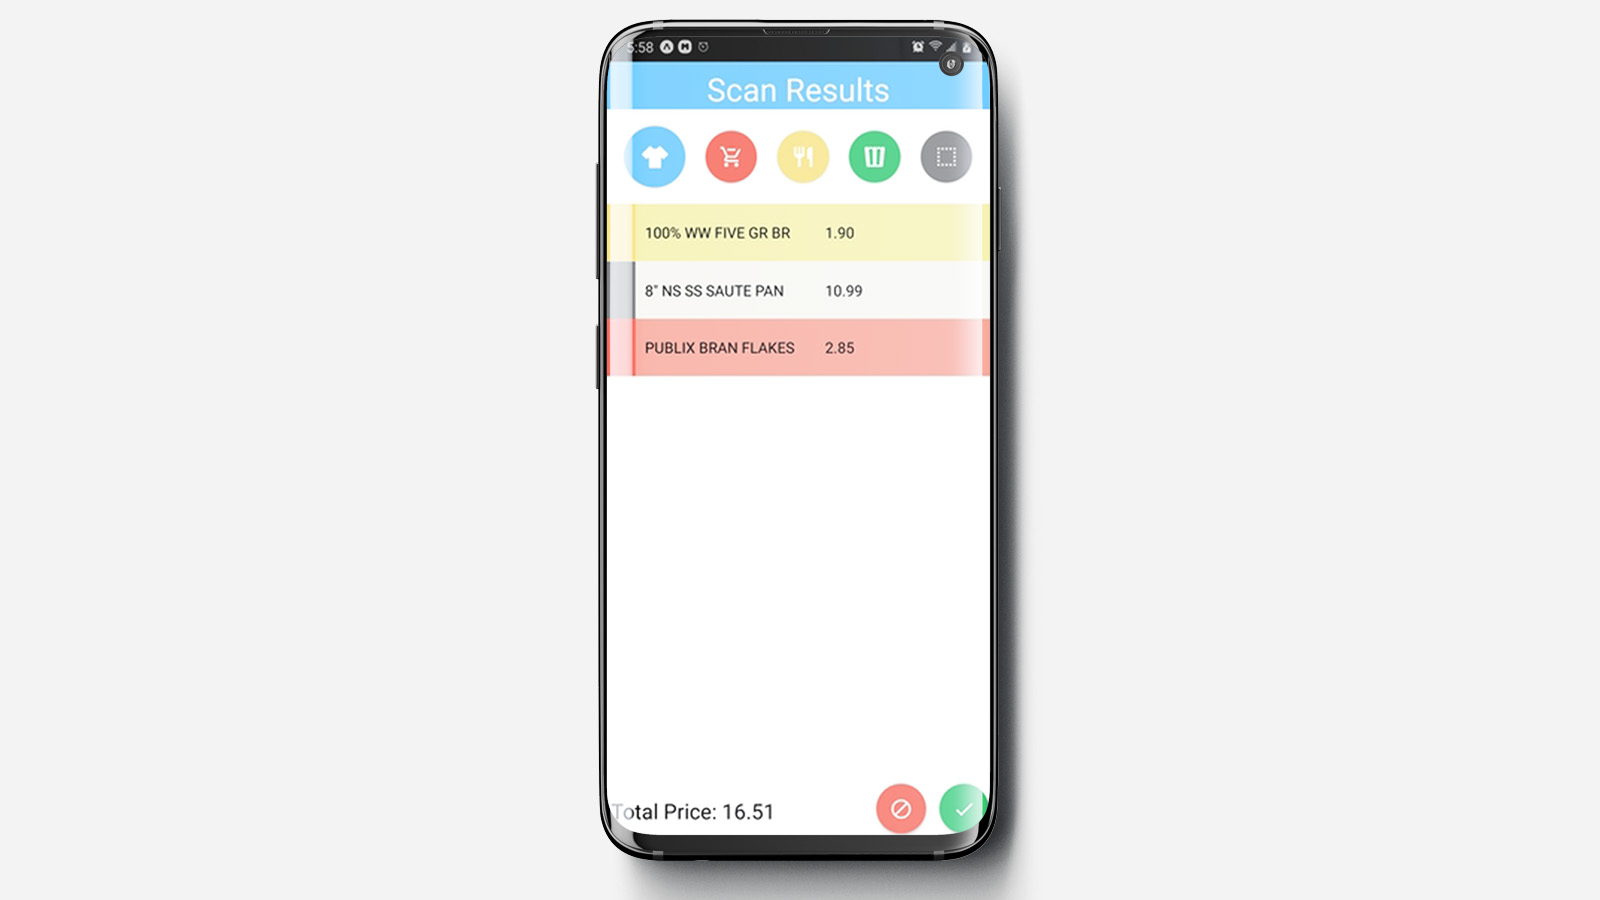 5:58
Scan Results
100% WW FIVE GR BR 1.90
8" NS SS SAUTE PAN 10.99
PUBLIX BRAN FLAKES 2.85
Total Price: 16.51